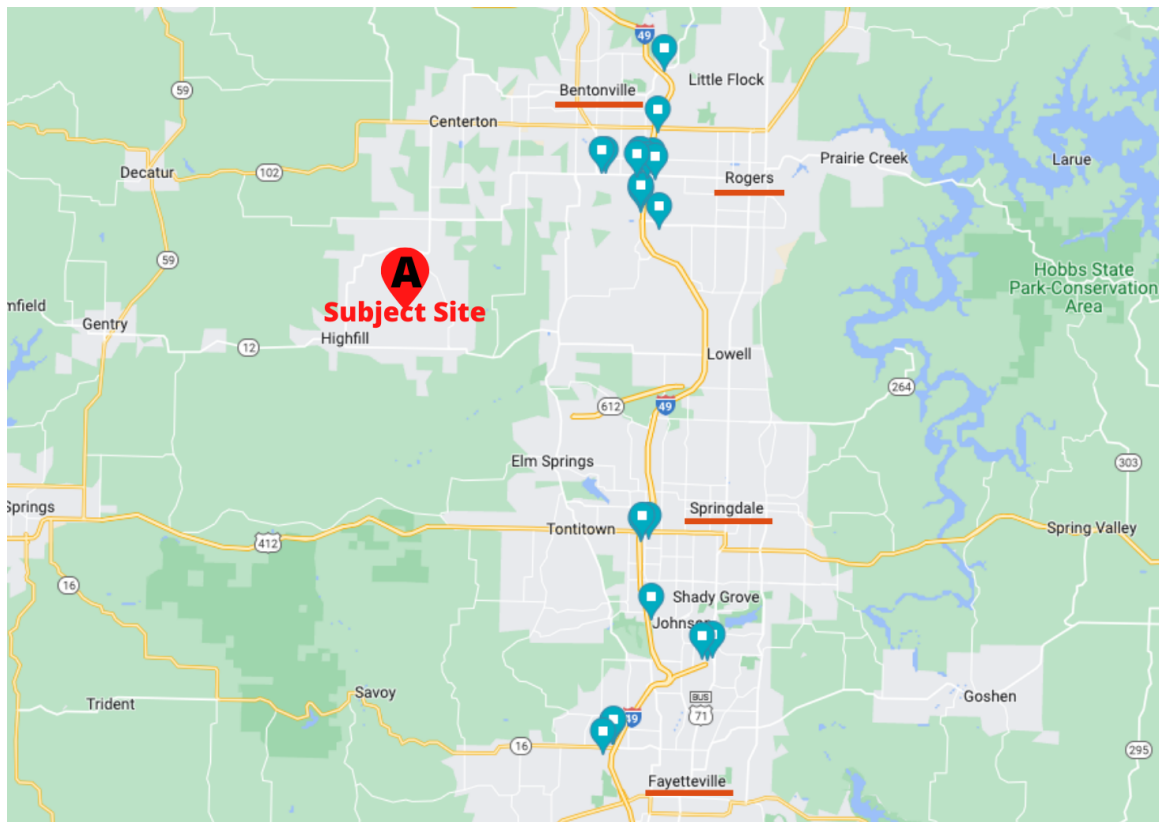 49
Little Flock
59
Bentonville
Centerton
Prairie Creek
Larue
Decatur
102
Rogers
59
A
Subject Site
Hobbs State
Park-Conservation
Area
mfield
Gentry
12
Highfill
Lowell
264
612
49
Elm Springs
303
Springs
Springdale
Tontitown
Spring Valley
412
16
Shady Grove
Johnson
1
Savoy
Goshen
Trident
BUS
71
49
16
295
Fayetteville